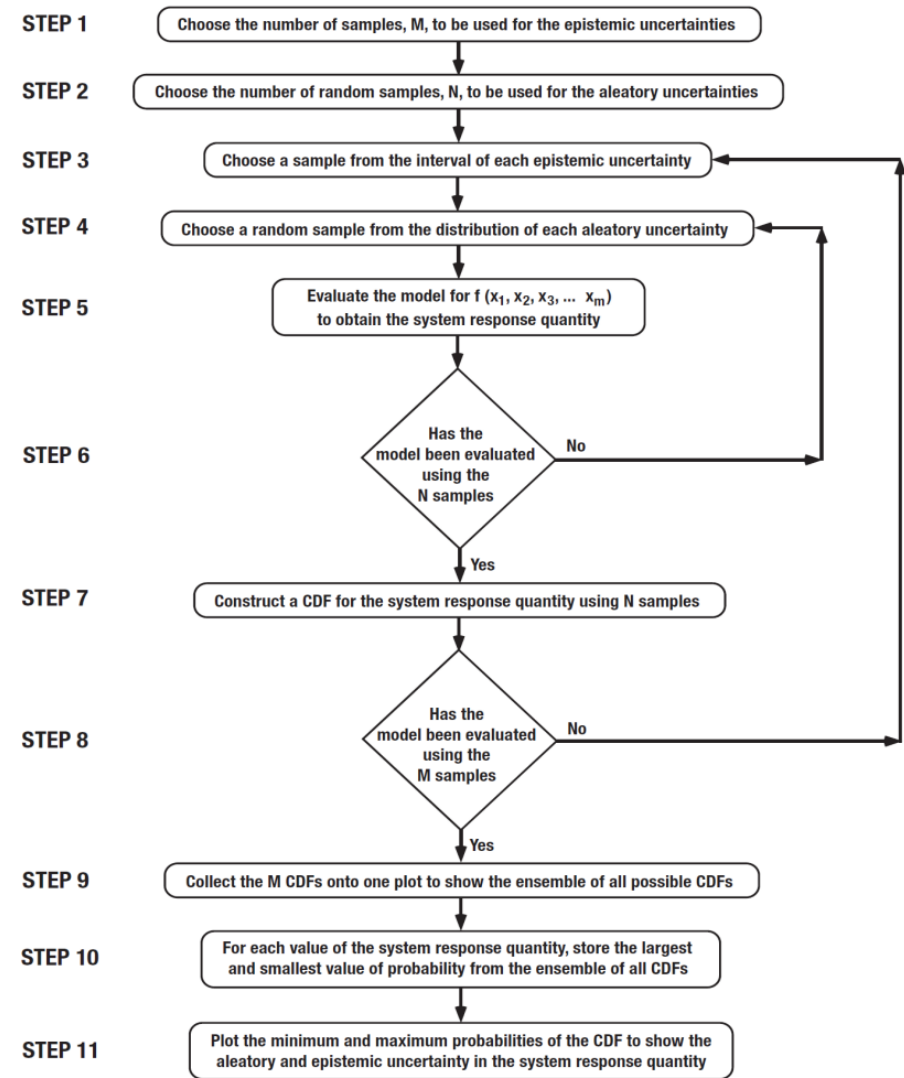 STEP 1
Choose the number of samples, M, to be used for the epistemic uncertainties
STEP 2
Choose the number of random samples, N, to be used for the aleatory uncertainties
STEP 3
Choose a sample from the interval of each epistemic uncertainty
STEP 4
Choose a random sample from the distribution of each aleatory uncertainty
STEP 5
Evaluate the model for f (x₁, x₂, x₃, ... xₘ)
to obtain the system response quantity
STEP 6
Has the
model been evaluated
using the
N samples
No
Yes
STEP 7
Construct a CDF for the system response quantity using N samples
STEP 8
Has the
model been evaluated
using the
M samples
No
Yes
STEP 9
Collect the M CDFs onto one plot to show the ensemble of all possible CDFs
STEP 10
For each value of the system response quantity, store the largest
and smallest value of probability from the ensemble of all CDFs
STEP 11
Plot the minimum and maximum probabilities of the CDF to show the
aleatory and epistemic uncertainty in the system response quantity